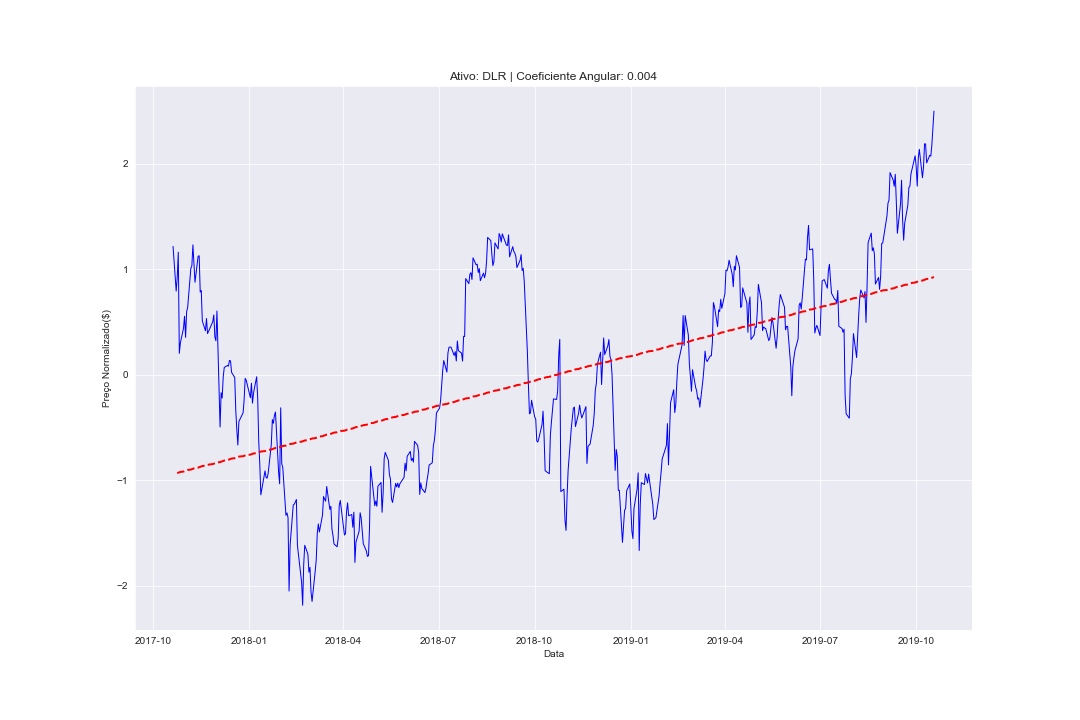 Ativo: DLR | Coeficiente Angular: 0.004
Preço Normalizado($)
2
1
0
−1
−2
2017-10 2018-01 2018-04 2018-07 2018-10 2019-01 2019-04 2019-07 2019-10
Data